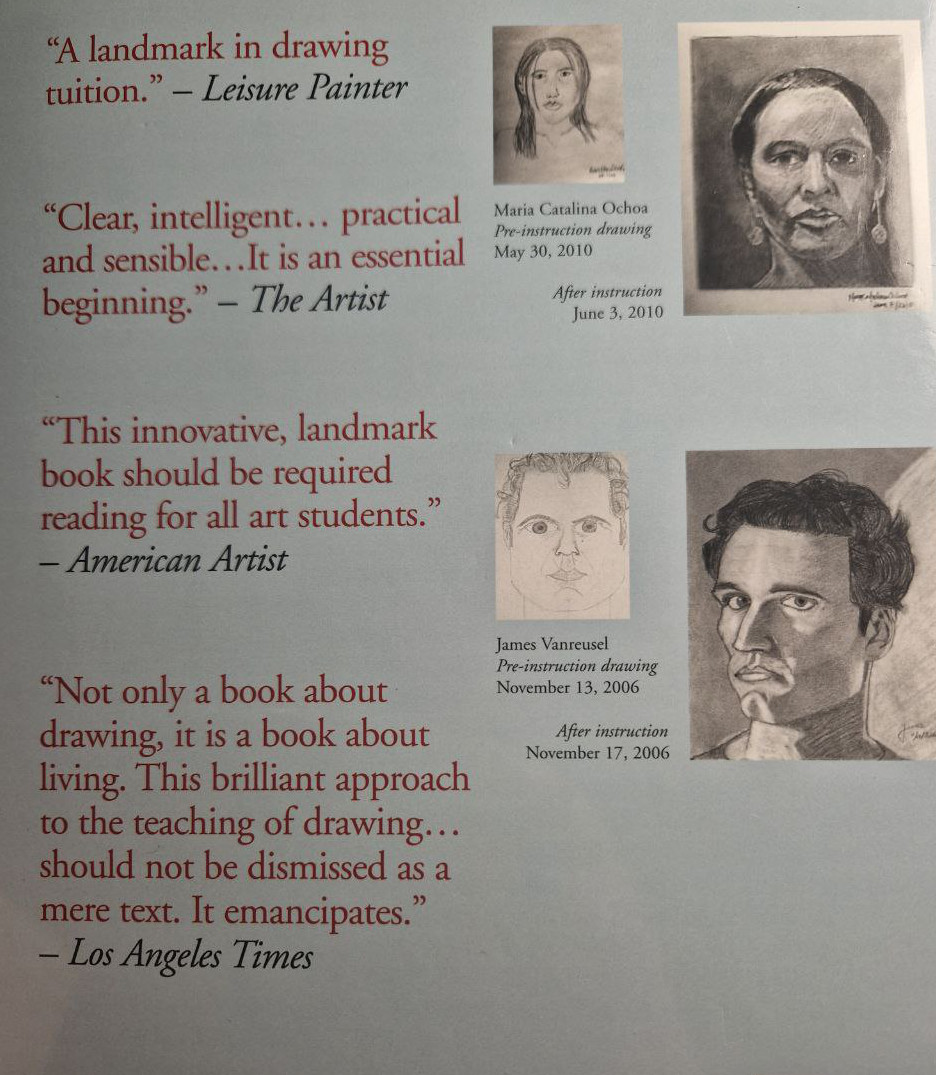 “A landmark in drawing
tuition.” – Leisure Painter
“Clear, intelligent… practical
and sensible…It is an essential
beginning.” – The Artist
“This innovative, landmark
book should be required
reading for all art students.”
– American Artist
“Not only a book about
drawing, it is a book about
living. This brilliant approach
to the teaching of drawing…
should not be dismissed as a
mere text. It emancipates.”
– Los Angeles Times
Maria Catalina Ochoa
Pre-instruction drawing
May 30, 2010
After instruction
June 3, 2010
James Vanreusel
Pre-instruction drawing
November 13, 2006
After instruction
November 17, 2006